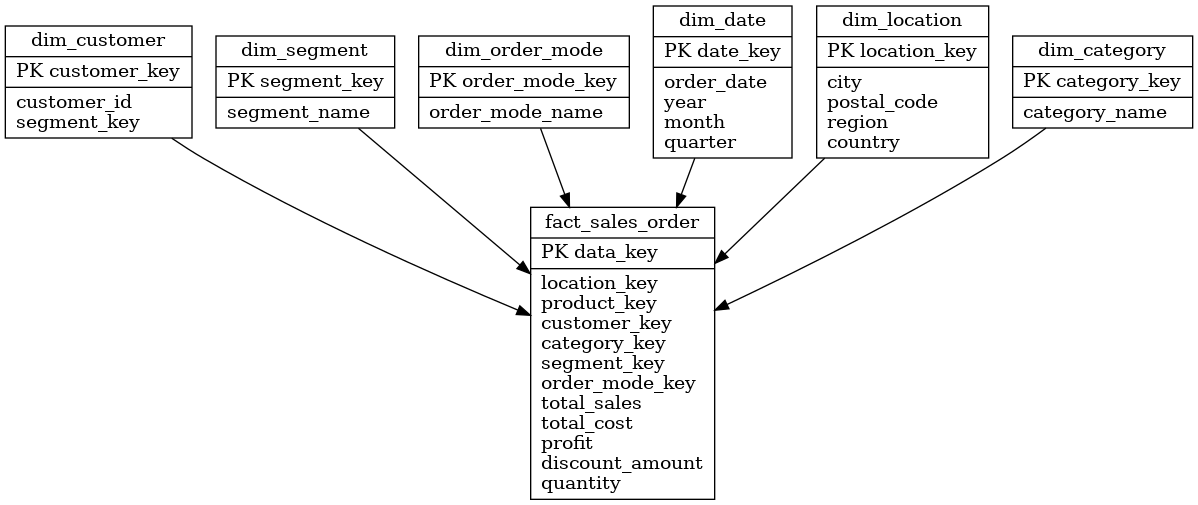 dim_customer
PK customer_key
customer_id
segment_key
dim_segment
PK segment_key
segment_name
dim_order_mode
PK order_mode_key
order_mode_name
dim_date
PK date_key
order_date
year
month
quarter
dim_location
PK location_key
city
postal_code
region
country
dim_category
PK category_key
category_name
fact_sales_order
PK data_key
location_key
product_key
customer_key
category_key
segment_key
order_mode_key
total_sales
total_cost
profit
discount_amount
quantity